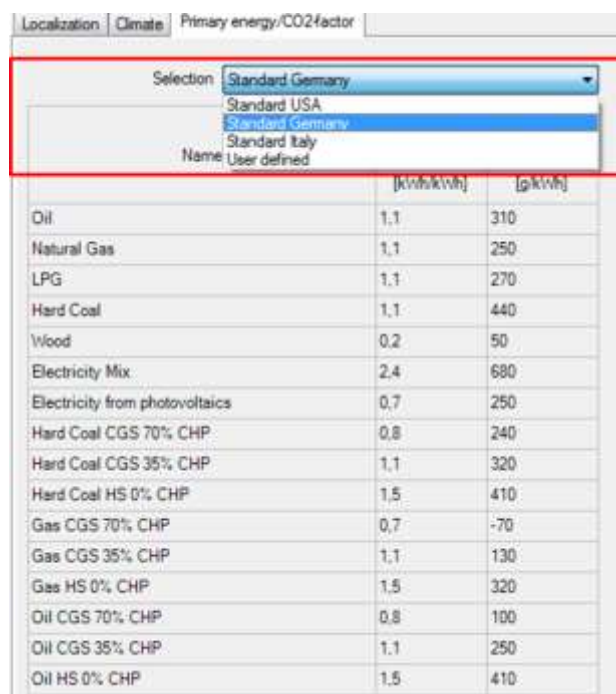 Localization Climate Primary energy/CO2-factor
Selection Standard Germany
Standard USA
Standard Germany
Standard Italy
Name User defined
[kWh/kWh] [g/kWh]
Oil 1,1 310
Natural Gas 1,1 250
LPG 1,1 270
Hard Coal 1,1 440
Wood 0,2 50
Electricity Mix 2,4 680
Electricity from photovoltaics 0,7 250
Hard Coal CGS 70% CHP 0,8 240
Hard Coal CGS 35% CHP 1,1 320
Hard Coal HS 0% CHP 1,5 410
Gas CGS 70% CHP 0,7 -70
Gas CGS 35% CHP 1,1 130
Gas HS 0% CHP 1,5 320
Oil CGS 70% CHP 0,8 100
Oil CGS 35% CHP 1,1 250
Oil HS 0% CHP 1,5 410